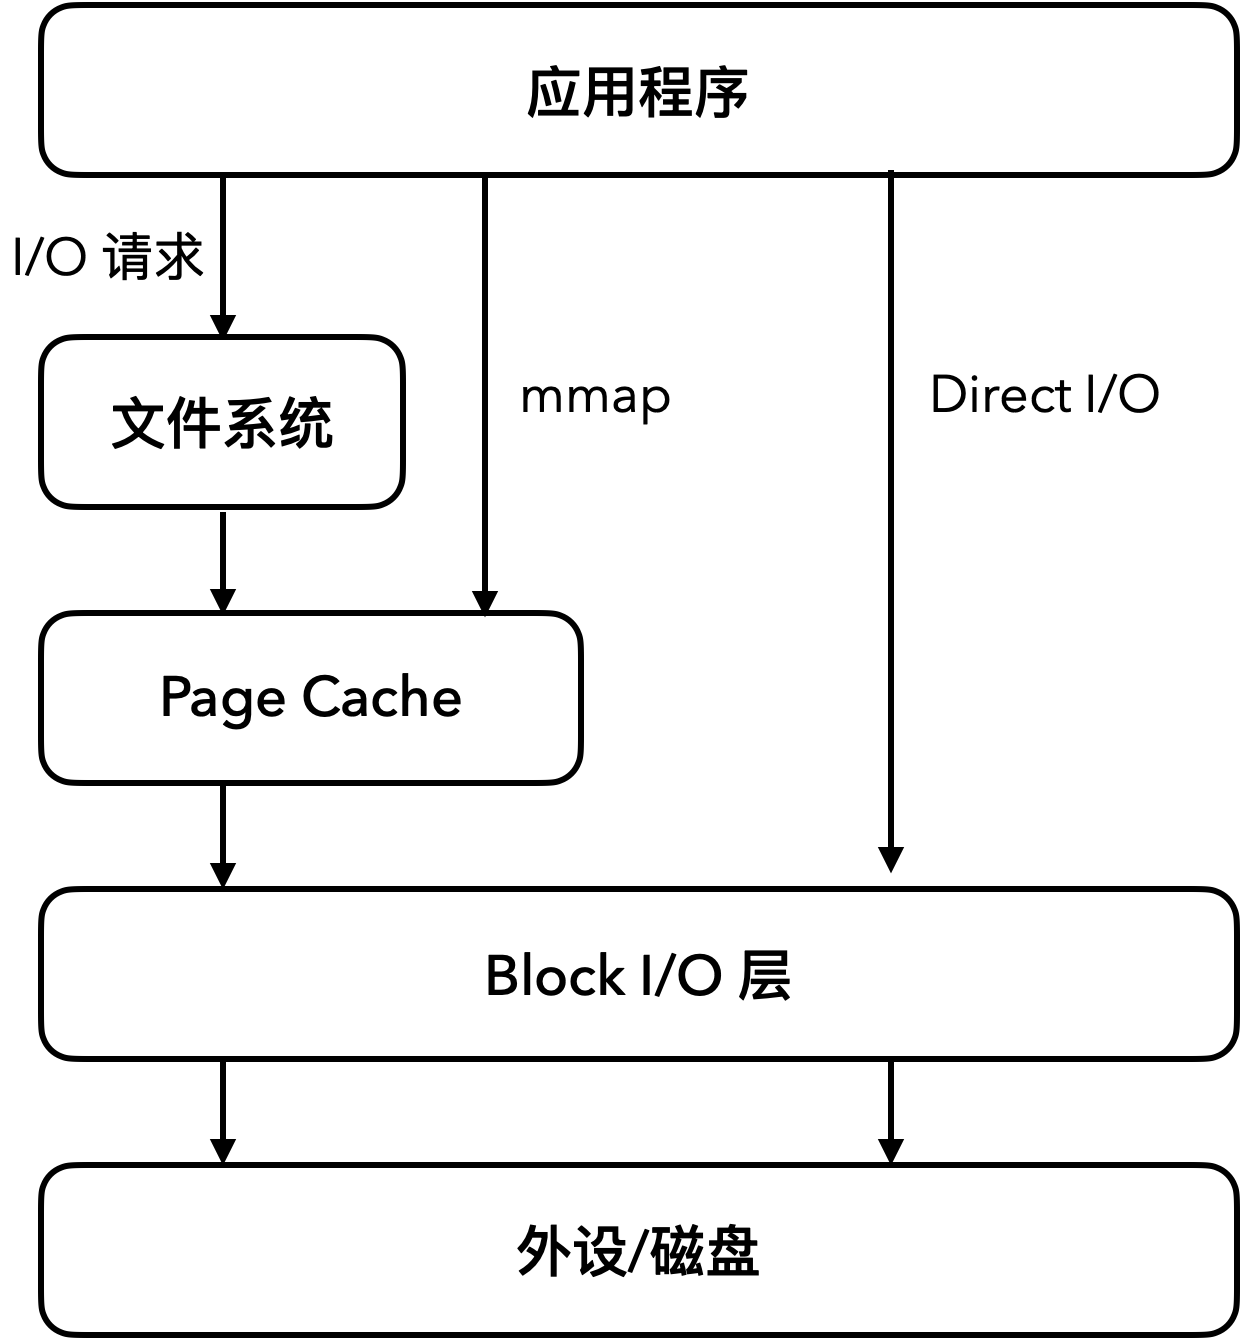 应用程序
I/O 请求
文件系统
mmap
Direct I/O
Page Cache
Block I/O 层
外设/磁盘